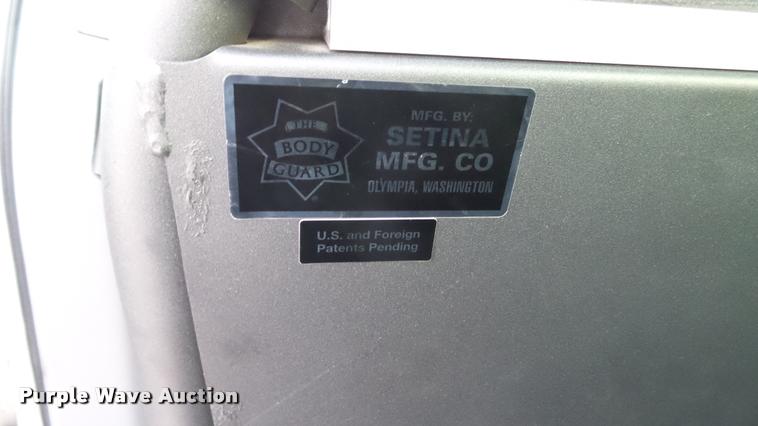 THE
BODY
GUARD
®
MFG. BY:
SETINA
MFG. CO
OLYMPIA, WASHINGTON
U.S. and Foreign
Patents Pending
Purple Wave Auction